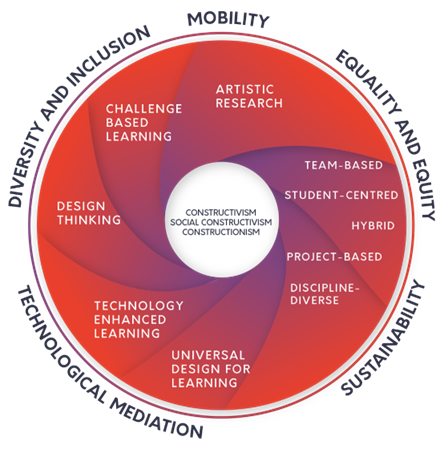 MOBILITY
EQUALITY AND EQUITY
SUSTAINABILITY
TECHNOLOGICAL MEDIATION
DIVERSITY AND INCLUSION
ARTISTIC
RESEARCH
TEAM-BASED
STUDENT-CENTRED
HYBRID
PROJECT-BASED
DISCIPLINE-
DIVERSE
UNIVERSAL
DESIGN FOR
LEARNING
TECHNOLOGY
ENHANCED
LEARNING
DESIGN
THINKING
CHALLENGE
BASED
LEARNING
CONSTRUCTIVISM
SOCIAL CONSTRUCTIVISM
CONSTRUCTIONISM